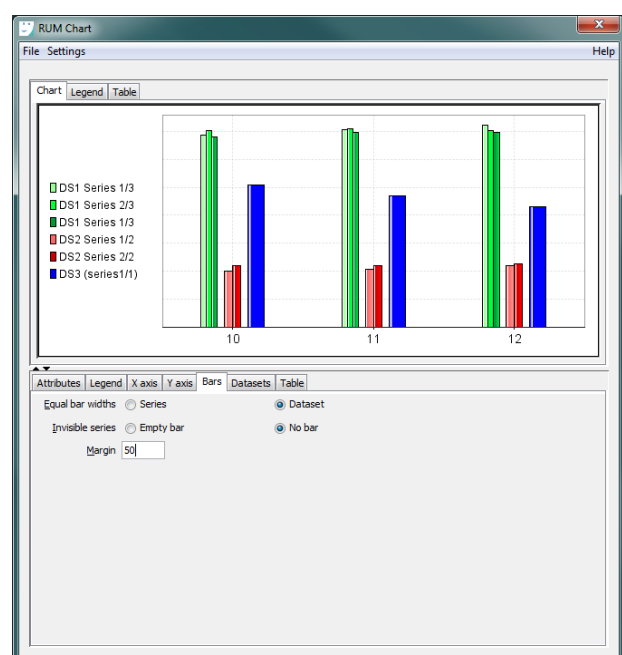 RUM Chart
File Settings Help
Chart Legend Table
DS1 Series 1/3
DS1 Series 2/3
DS1 Series 1/3
DS2 Series 1/2
DS2 Series 2/2
DS3 (series1/1)
10 11 12
Attributes Legend X axis Y axis Bars Datasets Table
Equal bar widths Series Dataset
Invisible series Empty bar No bar
Margin 50